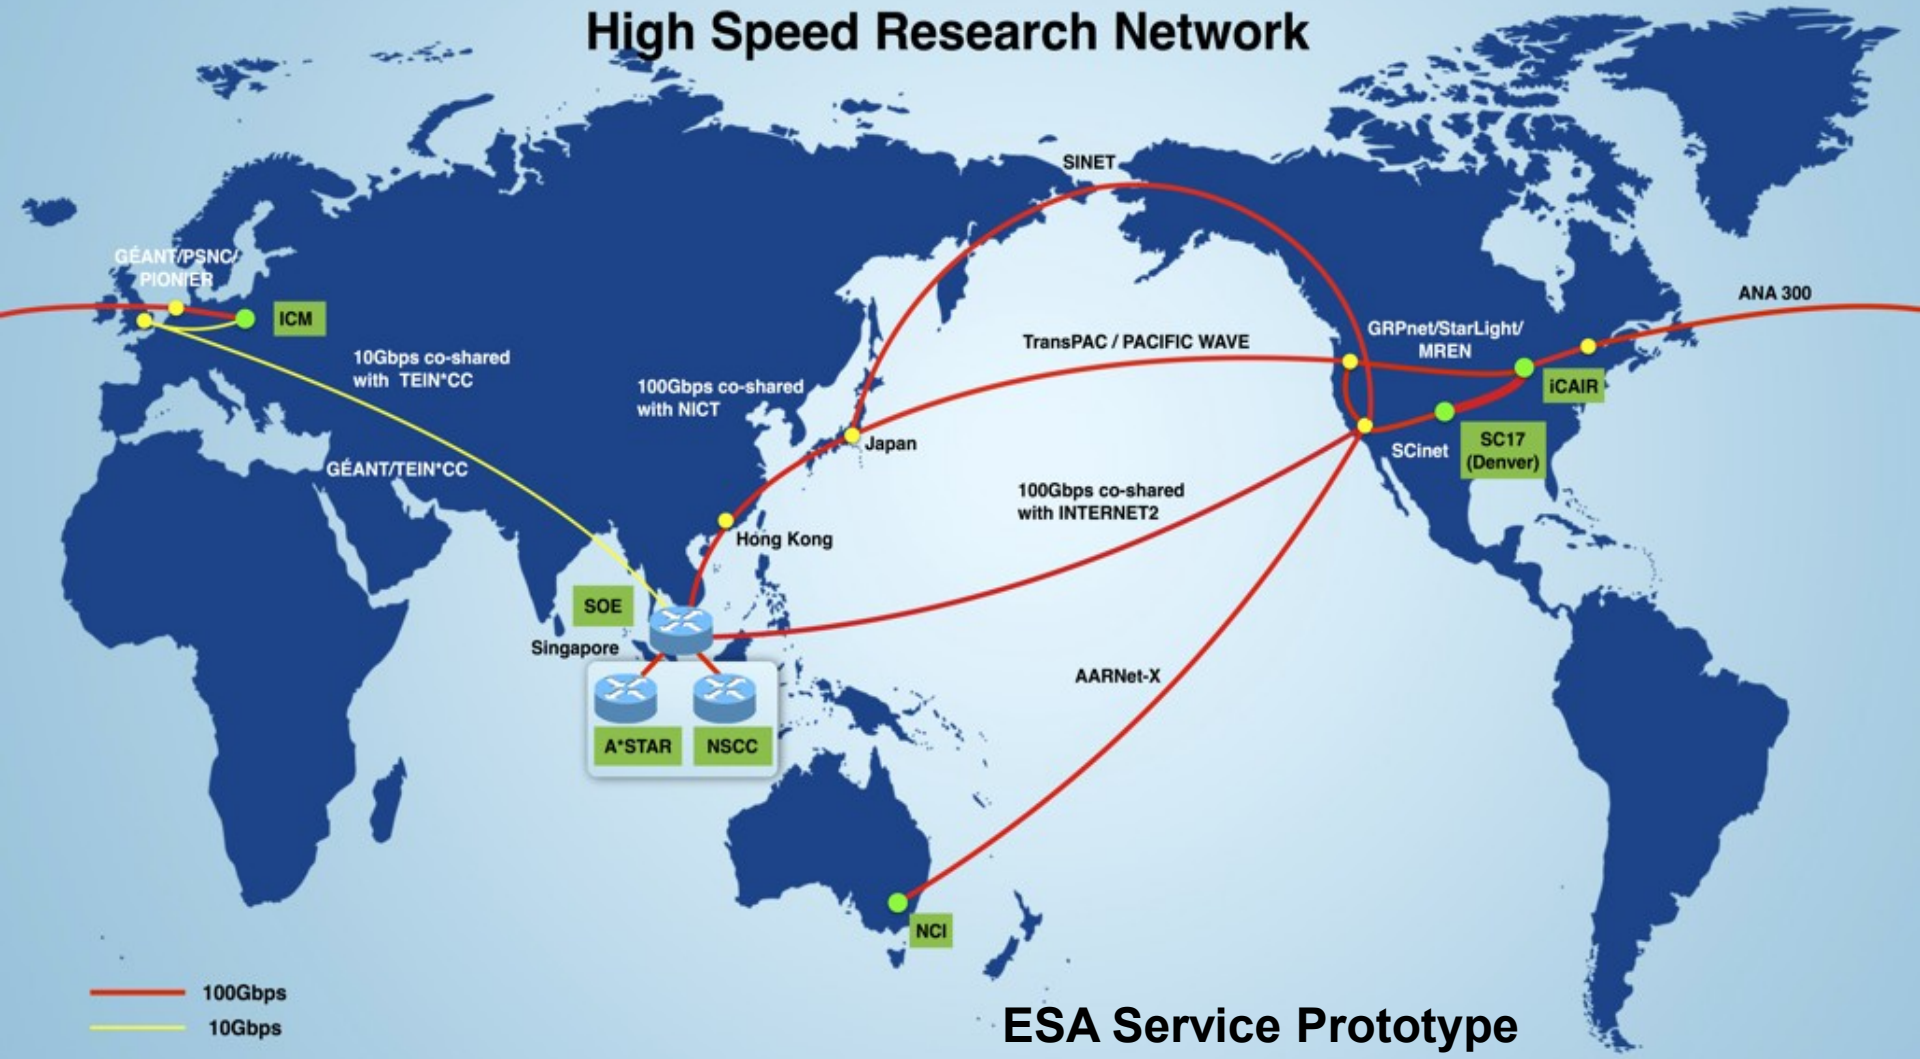 High Speed Research Network
SINET
GÉANT/PSNC/
PIONIER
ICM
ANA 300
10Gbps co-shared
with TEIN*CC
100Gbps co-shared
with NICT
TransPAC / PACIFIC WAVE
GRPnet/StarLight/
MREN
iCAIR
Japan
SCinet
SC17
(Denver)
GÉANT/TEIN*CC
100Gbps co-shared
with INTERNET2
Hong Kong
SOE
Singapore
AARNet-X
A*STAR
NSCC
NCI
100Gbps
10Gbps
ESA Service Prototype